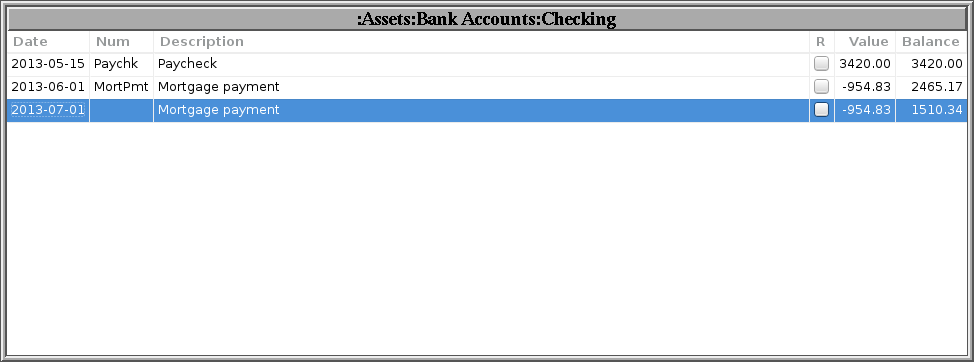 :Assets:Bank Accounts:Checking
Date Num Description R Value Balance
2013-05-15 Paychk Paycheck 3420.00 3420.00
2013-06-01 MortPmt Mortgage payment -954.83 2465.17
2013-07-01 Mortgage payment -954.83 1510.34